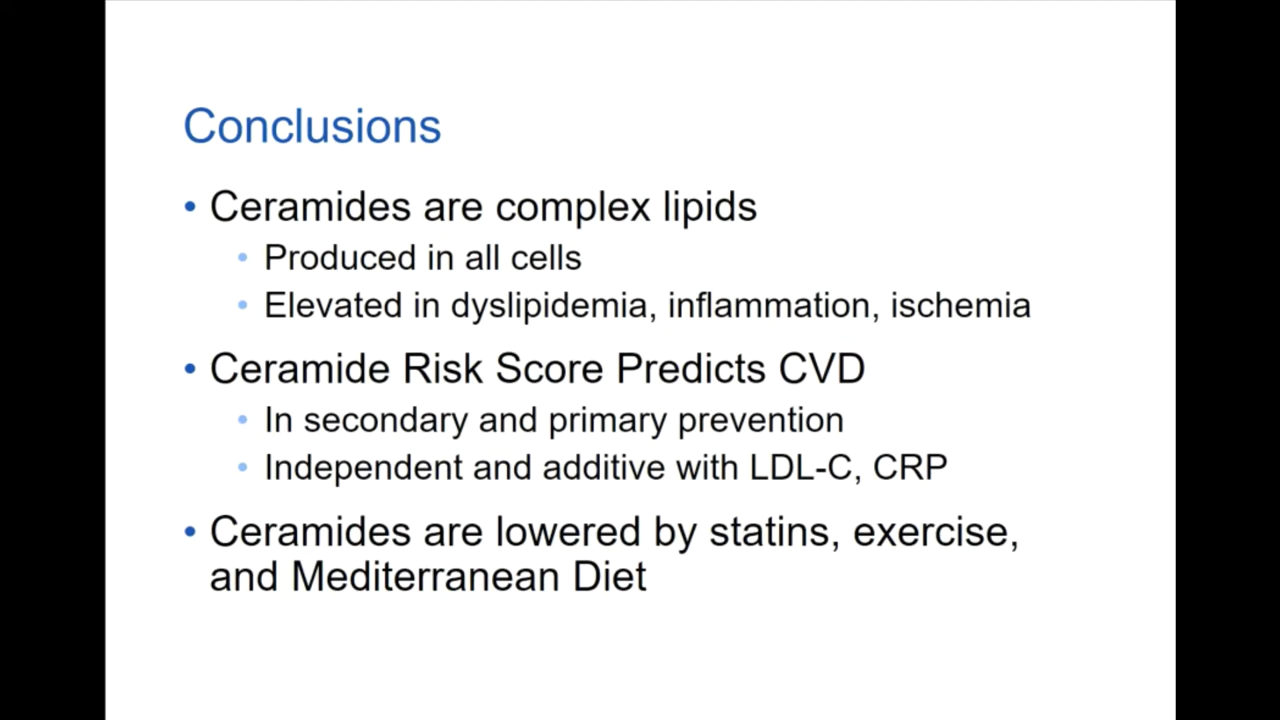 Conclusions
• Ceramides are complex lipids
• Produced in all cells
• Elevated in dyslipidemia, inflammation, ischemia
• Ceramide Risk Score Predicts CVD
• In secondary and primary prevention
• Independent and additive with LDL-C, CRP
• Ceramides are lowered by statins, exercise,
and Mediterranean Diet